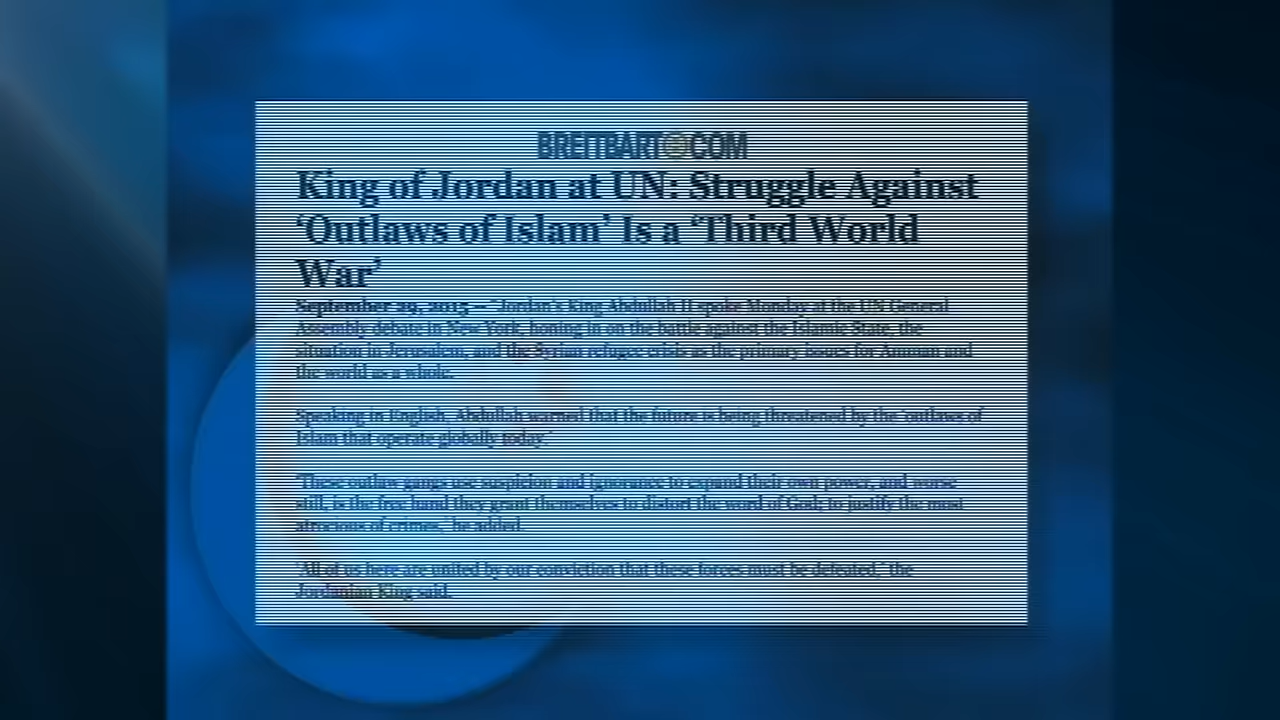 BREITBART.COM
King of Jordan at UN: Struggle Against
‘Outlaws of Islam’ Is a ‘Third World
War’
September 29, 2015 – "Jordan's King Abdullah II spoke Monday at the UN General
Assembly debate in New York, honing in on the battle against the Islamic State, the
situation in Jerusalem, and the Syrian refugee crisis as the primary issues for Amman and
the world as a whole.
Speaking in English, Abdullah warned that the future is being threatened by the 'outlaws of
Islam that operate globally today.'
'These outlaw gangs use suspicion and ignorance to expand their own power, and worse
still, is the free hand they grant themselves to distort the word of God; to justify the most
atrocious of crimes,' he added.
'All of us here are united by our conviction that these forces must be defeated,' the
Jordanian King said.